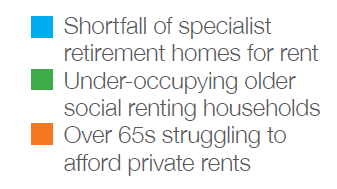 Shortfall of specialist
retirement homes for rent
Under-occupying older
social renting households
Over 65s struggling to
afford private rents